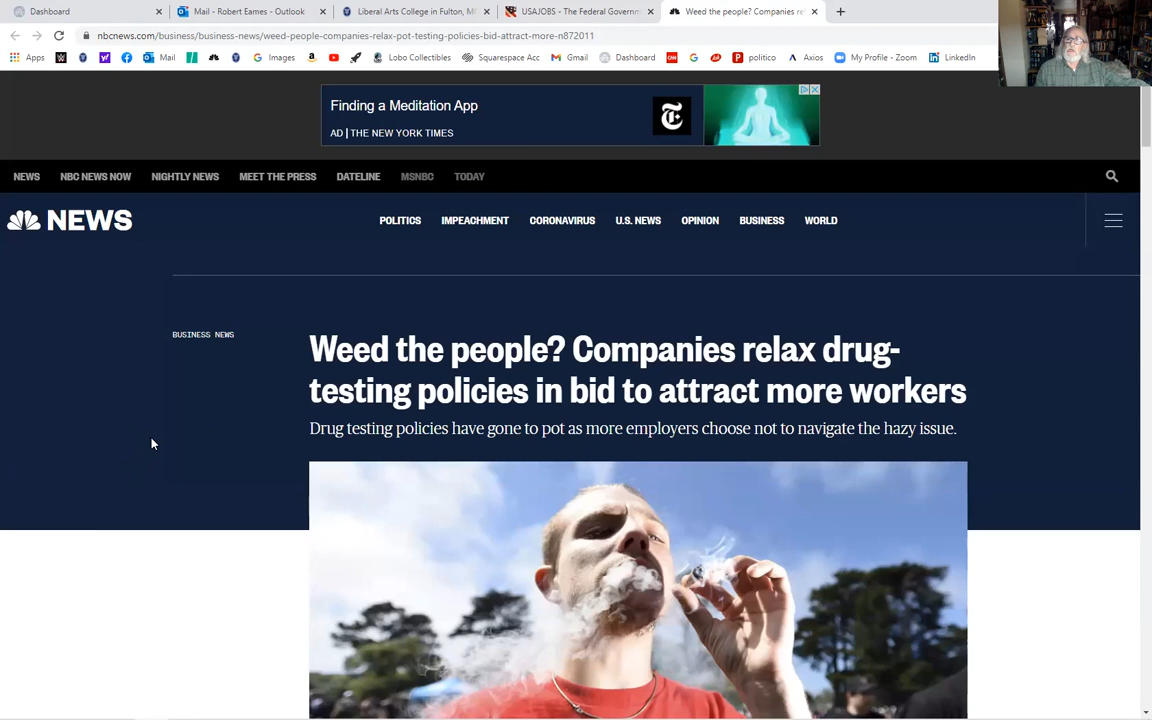 Dashboard
Mail - Robert Eames - Outlook
Liberal Arts College in Fulton, M
USAJOBS - The Federal Governm
Weed the people? Companies re
nbcnews.com/business/business-news/weed-people-companies-relax-pot-testing-policies-bid-attract-more-n872011
Apps
Mail
Images
Lobo Collectibles
Squarespace Acc
Gmail
Dashboard
CNN
politico
Axios
My Profile - Zoom
LinkedIn
Finding a Meditation App
AD | THE NEW YORK TIMES
NEWS
NBC NEWS NOW
NIGHTLY NEWS
MEET THE PRESS
DATELINE
MSNBC
TODAY
NEWS
POLITICS
IMPEACHMENT
CORONAVIRUS
U.S. NEWS
OPINION
BUSINESS
WORLD
BUSINESS NEWS
Weed the people? Companies relax drug-
testing policies in bid to attract more workers
Drug testing policies have gone to pot as more employers choose not to navigate the hazy issue.